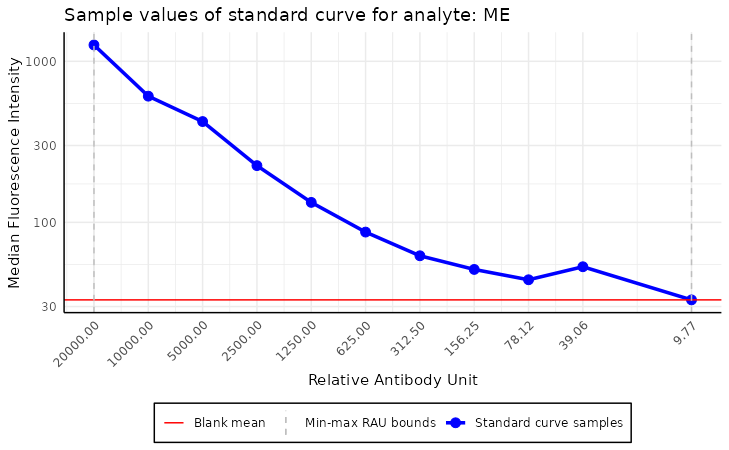 Sample values of standard curve for analyte: ME
Median Fluorescence Intensity
1000
300
100
30
20000.00
10000.00
5000.00
2500.00
1250.00
625.00
312.50
156.25
78.12
39.06
9.77
Relative Antibody Unit
Blank mean
Min-max RAU bounds
Standard curve samples